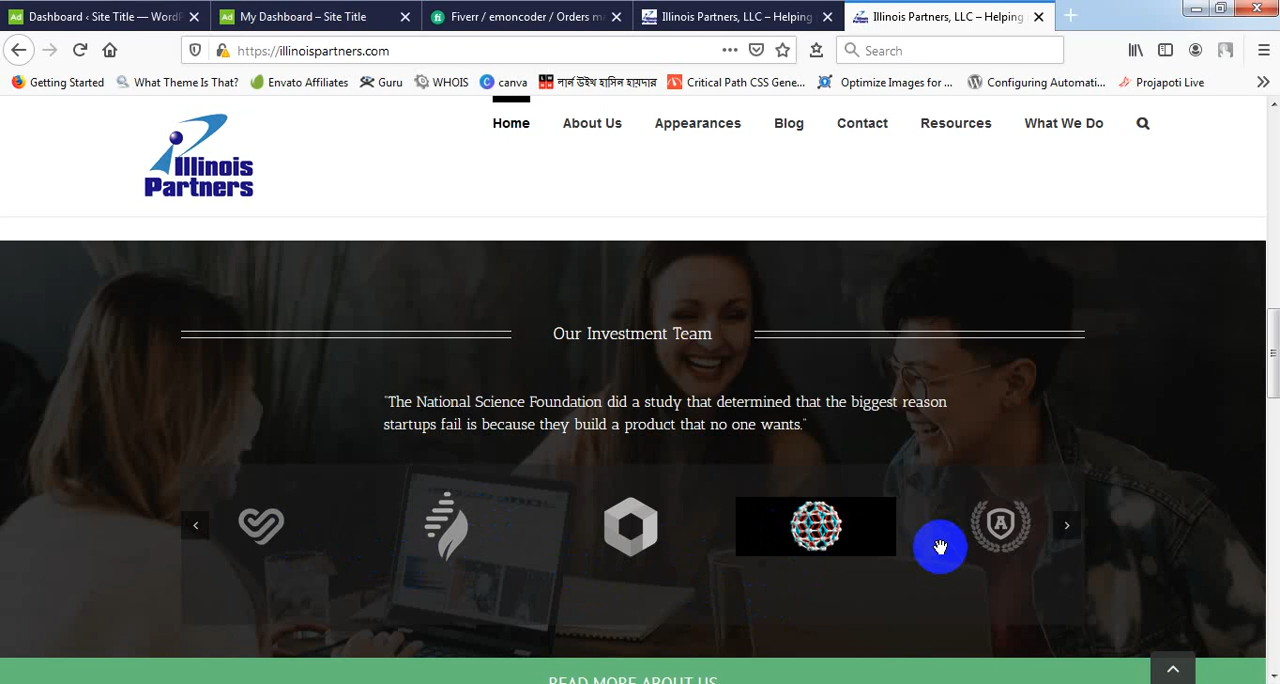 Dashboard ‹ Site Title — WordP
My Dashboard – Site Title
Fiverr / emoncoder / Orders ma
Illinois Partners, LLC – Helping
Illinois Partners, LLC – Helping
https://illinoispartners.com
Search
Getting Started
What Theme Is That?
Envato Affiliates
Guru
WHOIS
canva
লার্ন উইথ হাসিন হায়দার
Critical Path CSS Gene...
Optimize Images for ...
Configuring Automati...
Projapoti Live
Illinois
Partners
Home
About Us
Appearances
Blog
Contact
Resources
What We Do
Our Investment Team
"The National Science Foundation did a study that determined that the biggest reason
startups fail is because they build a product that no one wants."
A
READ MORE ABOUT US